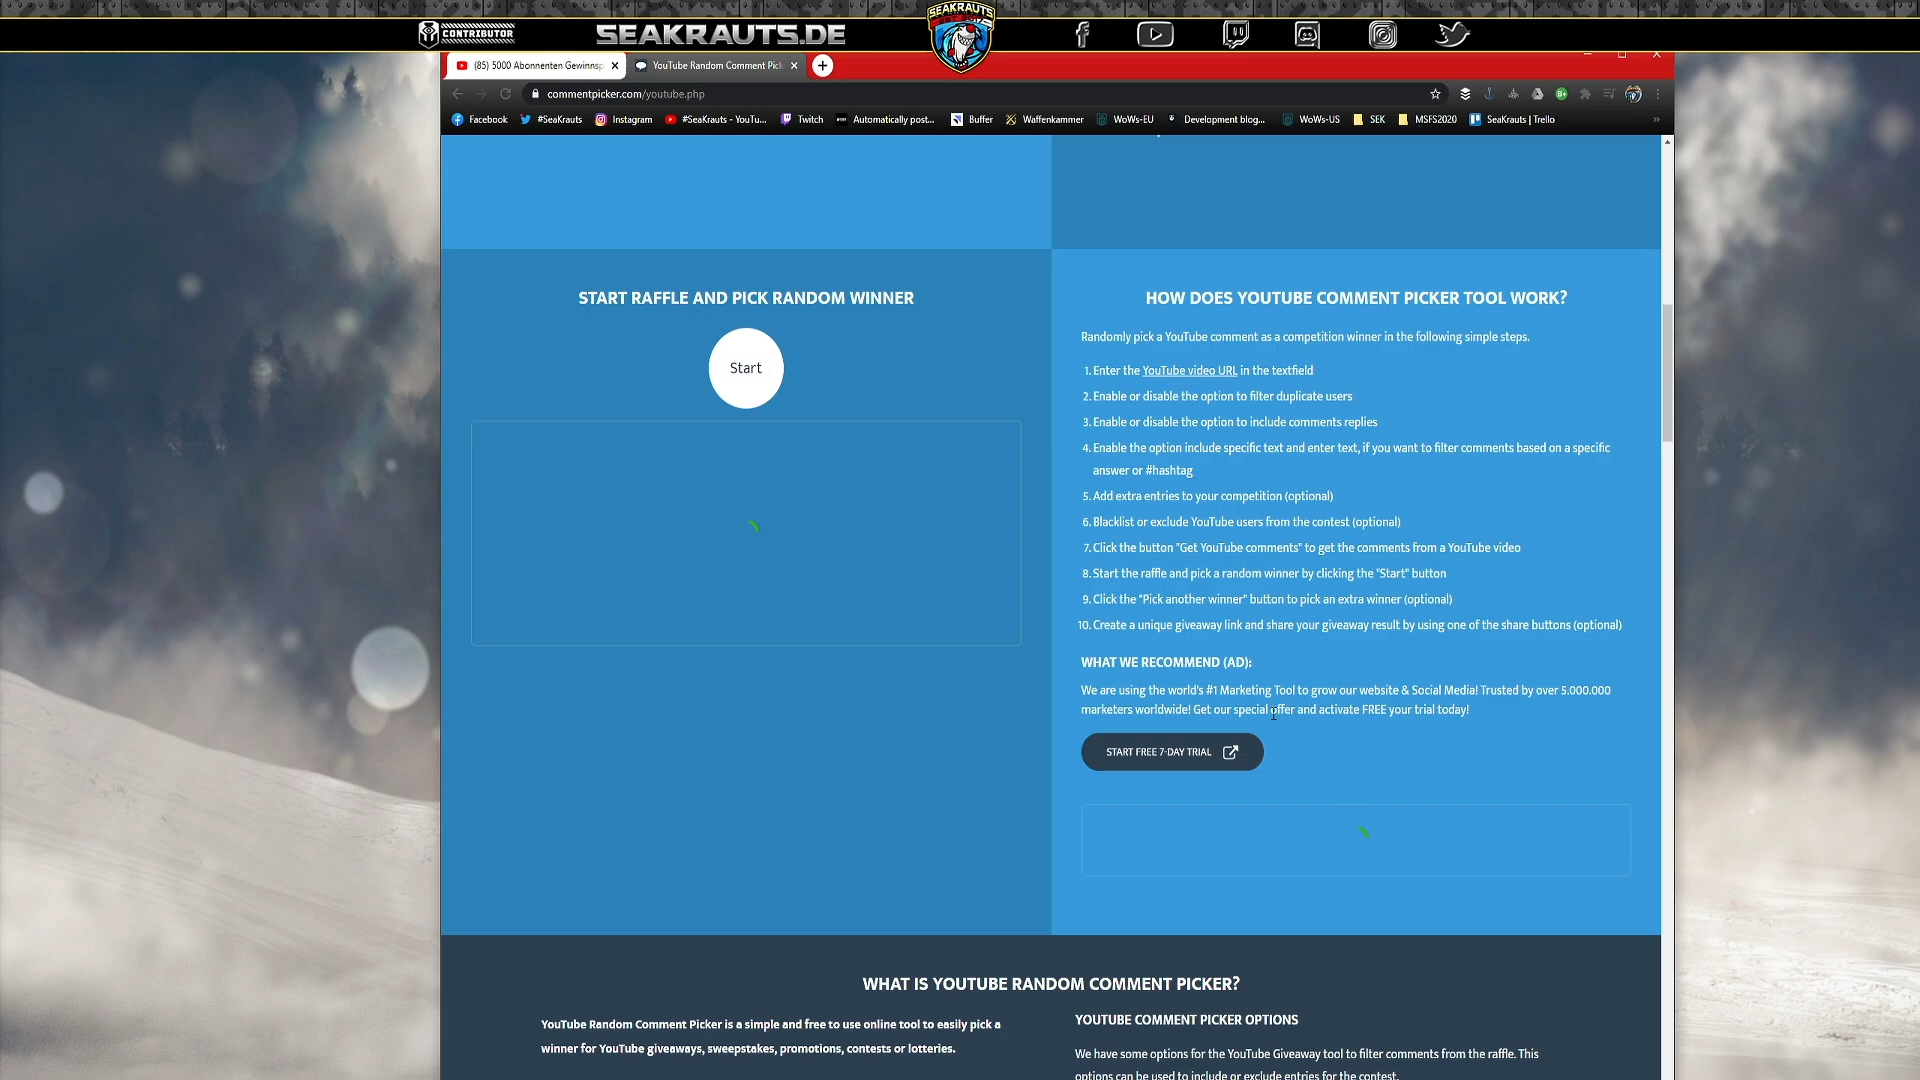 CONTRIBUTOR
SEAKRAUTS.DE
SEAKRAUTS
(85) 5000 Abonnenten Gewinnsp
YouTube Random Comment Pic
commentpicker.com/youtube.php
Facebook
#SeaKrauts
Instagram
#SeaKrauts - YouTu...
Twitch
Automatically post...
Buffer
Waffenkammer
WoWs-EU
Development blog...
WoWs-US
SEK
MSFS2020
SeaKrauts | Trello
»
START RAFFLE AND PICK RANDOM WINNER
Start
HOW DOES YOUTUBE COMMENT PICKER TOOL WORK?
Randomly pick a YouTube comment as a competition winner in the following simple steps.
1. Enter the YouTube video URL in the textfield
2. Enable or disable the option to filter duplicate users
3. Enable or disable the option to include comments replies
4. Enable the option include specific text and enter text, if you want to filter comments based on a specific
answer or #hashtag
5. Add extra entries to your competition (optional)
6. Blacklist or exclude YouTube users from the contest (optional)
7. Click the button "Get YouTube comments" to get the comments from a YouTube video
8. Start the raffle and pick a random winner by clicking the "Start" button
9. Click the "Pick another winner" button to pick an extra winner (optional)
10. Create a unique giveaway link and share your giveaway result by using one of the share buttons (optional)
WHAT WE RECOMMEND (AD):
We are using the world's #1 Marketing Tool to grow our website & Social Media! Trusted by over 5.000.000
marketers worldwide! Get our special offer and activate FREE your trial today!
START FREE 7-DAY TRIAL
WHAT IS YOUTUBE RANDOM COMMENT PICKER?
YouTube Random Comment Picker is a simple and free to use online tool to easily pick a
winner for YouTube giveaways, sweepstakes, promotions, contests or lotteries.
YOUTUBE COMMENT PICKER OPTIONS
We have some options for the YouTube Giveaway tool to filter comments from the raffle. This
options can be used to include or exclude entries for the contest.